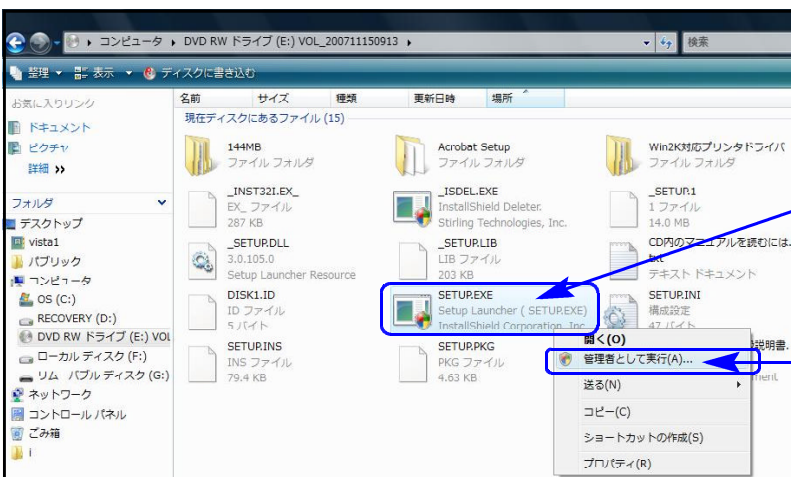 コンピュータ ▸ DVD RW ドライブ (E:) VOL_200711150913 ▸
検索
整理 ▼ 表示 ▼ ディスクに書き込む
お気に入りリンク
ドキュメント
ピクチャ
詳細 »
フォルダ
デスクトップ
vista1
パブリック
コンピュータ
OS (C:)
RECOVERY (D:)
DVD RW ドライブ (E:) VOL
ローカル ディスク (F:)
リム バブル ディスク (G:)
ネットワーク
コントロール パネル
ごみ箱
i
名前 サイズ 種類 更新日時 場所
現在ディスクにあるファイル (15)
144MB
ファイル フォルダ
Acrobat Setup
ファイル フォルダ
Win2K対応プリンタドライバ
ファイル フォルダ
_INST32I.EX_
EX_ ファイル
287 KB
_ISDEL.EXE
InstallShield Deleter.
Stirling Technologies, Inc.
_SETUP.1
1 ファイル
14.0 MB
_SETUP.DLL
3.0.105.0
Setup Launcher Resource
_SETUP.LIB
LIB ファイル
203 KB
CD内のマニュアルを読むには.
txt
テキスト ドキュメント
DISK1.ID
ID ファイル
5 バイト
SETUP.EXE
Setup Launcher ( SETUP.EXE)
InstallShield Corporation, Inc.
SETUP.INI
構成設定
47 バイト
SETUP.INS
INS ファイル
79.4 KB
SETUP.PKG
PKG ファイル
4.63 KB
説明書.
開く(O)
管理者として実行(A)...
送る(N)
コピー(C)
ショートカットの作成(S)
プロパティ(R)